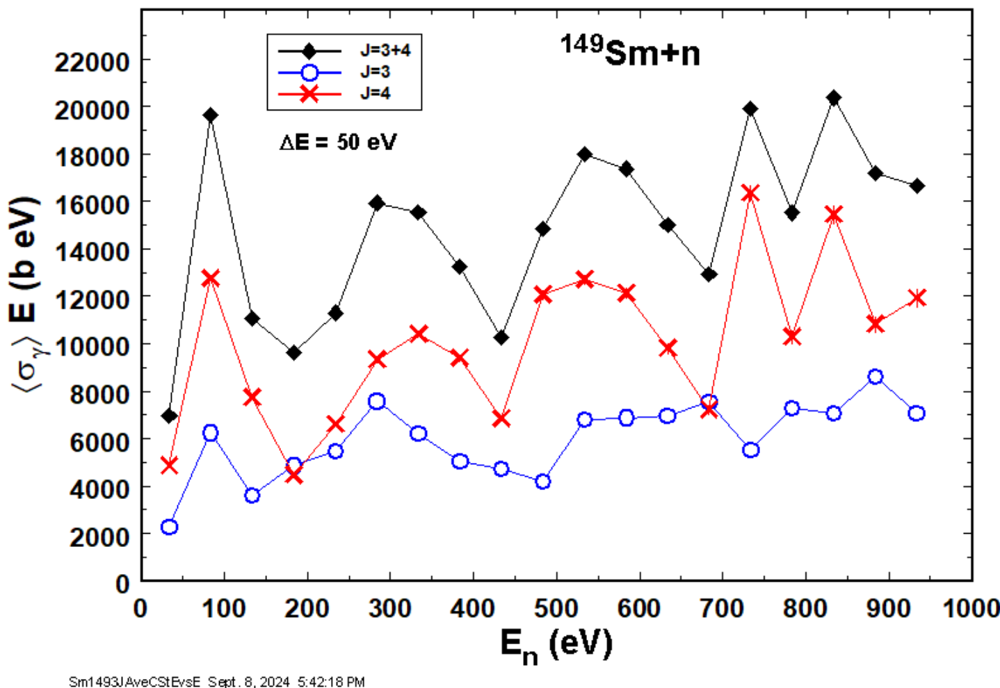 149Sm+n
J=3+4
J=3
J=4
ΔE = 50 eV
⟨σγ⟩ E (b eV)
22000
20000
18000
16000
14000
12000
10000
8000
6000
4000
2000
0
0 100 200 300 400 500 600 700 800 900 1000
En (eV)
Sm1493JAveCStEvsE Sept. 8, 2024 5:42:18 PM